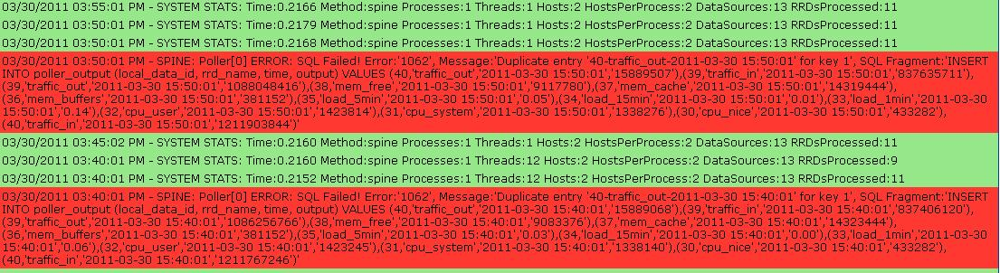 03/30/2011 03:55:01 PM - SYSTEM STATS: Time:0.2166 Method:spine Processes:1 Threads:1 Hosts:2 HostsPerProcess:2 DataSources:13 RRDsProcessed:11
03/30/2011 03:50:01 PM - SYSTEM STATS: Time:0.2179 Method:spine Processes:1 Threads:1 Hosts:2 HostsPerProcess:2 DataSources:13 RRDsProcessed:11
03/30/2011 03:50:01 PM - SYSTEM STATS: Time:0.2168 Method:spine Processes:1 Threads:1 Hosts:2 HostsPerProcess:2 DataSources:13 RRDsProcessed:11
03/30/2011 03:50:01 PM - SPINE: Poller[0] ERROR: SQL Failed! Error:'1062', Message:'Duplicate entry '40-traffic_out-2011-03-30 15:50:01' for key 1', SQL Fragment:'INSERT
INTO poller_output (local_data_id, rrd_name, time, output) VALUES (40,'traffic_out','2011-03-30 15:50:01','15889507'),(39,'traffic_in','2011-03-30 15:50:01','837635711'),
(39,'traffic_out','2011-03-30 15:50:01','1088048416'),(38,'mem_free','2011-03-30 15:50:01','9117780'),(37,'mem_cache','2011-03-30 15:50:01','14319444'),
(36,'mem_buffers','2011-03-30 15:50:01','381152'),(35,'load_5min','2011-03-30 15:50:01','0.05'),(34,'load_15min','2011-03-30 15:50:01','0.01'),(33,'load_1min','2011-03-30
15:50:01','0.14'),(32,'cpu_user','2011-03-30 15:50:01','1423814'),(31,'cpu_system','2011-03-30 15:50:01','1338276'),(30,'cpu_nice','2011-03-30 15:50:01','433282'),
(40,'traffic_in','2011-03-30 15:50:01','1211903844')'
03/30/2011 03:45:02 PM - SYSTEM STATS: Time:0.2160 Method:spine Processes:1 Threads:1 Hosts:2 HostsPerProcess:2 DataSources:13 RRDsProcessed:11
03/30/2011 03:40:01 PM - SYSTEM STATS: Time:0.2160 Method:spine Processes:1 Threads:12 Hosts:2 HostsPerProcess:2 DataSources:13 RRDsProcessed:9
03/30/2011 03:40:01 PM - SYSTEM STATS: Time:0.2152 Method:spine Processes:1 Threads:12 Hosts:2 HostsPerProcess:2 DataSources:13 RRDsProcessed:11
03/30/2011 03:40:01 PM - SPINE: Poller[0] ERROR: SQL Failed! Error:'1062', Message:'Duplicate entry '40-traffic_out-2011-03-30 15:40:01' for key 1', SQL Fragment:'INSERT
INTO poller_output (local_data_id, rrd_name, time, output) VALUES (40,'traffic_out','2011-03-30 15:40:01','15889068'),(39,'traffic_in','2011-03-30 15:40:01','837406120'),
(39,'traffic_out','2011-03-30 15:40:01','1086256766'),(38,'mem_free','2011-03-30 15:40:01','9083376'),(37,'mem_cache','2011-03-30 15:40:01','14323444'),
(36,'mem_buffers','2011-03-30 15:40:01','381152'),(35,'load_5min','2011-03-30 15:40:01','0.03'),(34,'load_15min','2011-03-30 15:40:01','0.00'),(33,'load_1min','2011-03-30
15:40:01','0.06'),(32,'cpu_user','2011-03-30 15:40:01','1423245'),(31,'cpu_system','2011-03-30 15:40:01','1338140'),(30,'cpu_nice','2011-03-30 15:40:01','433282'),
(40,'traffic_in','2011-03-30 15:40:01','1211767246')'